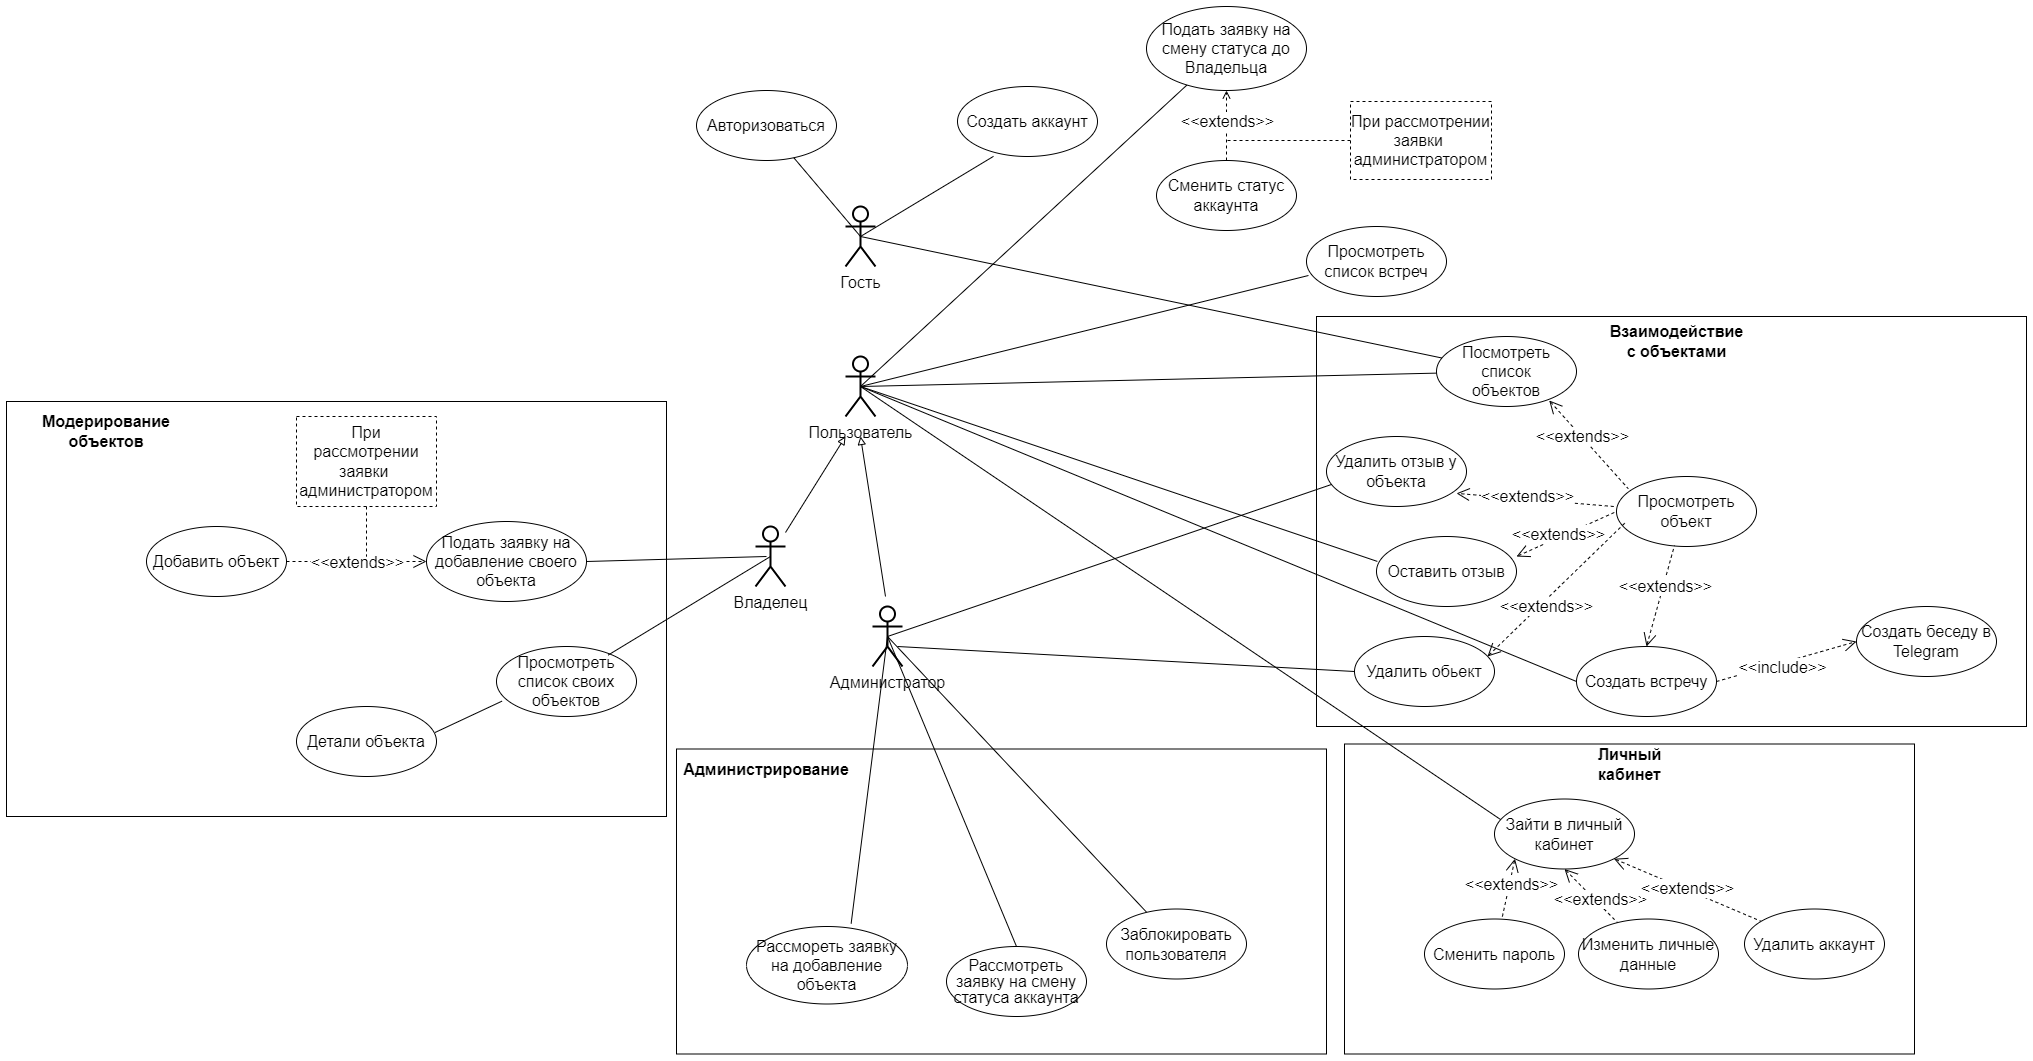 Подать заявку на
смену статуса до
Владельца
Авторизоваться
Создать аккаунт
<<extends>>
При рассмотрении
заявки
администратором
Сменить статус
аккаунта
Гость
Просмотреть
список встреч
Взаимодействие
с объектами
Посмотреть
список
объектов
Пользователь
<<extends>>
Модерирование
объектов
При
рассмотрении
заявки
администратором
Удалить отзыв у
объекта
<<extends>>
Просмотреть
объект
<<extends>>
Добавить объект
<<extends>>
Подать заявку на
добавление своего
объекта
Владелец
Оставить отзыв
<<extends>>
<<extends>>
Создать беседу в
Telegram
<<include>>
Просмотреть
список своих
объектов
Администратор
Удалить обьект
Создать встречу
Детали объекта
Администрирование
Личный
кабинет
Зайти в личный
кабинет
<<extends>>
<<extends>>
<<extends>>
Рассмореть заявку
на добавление
объекта
Рассмотреть
заявку на смену
статуса аккаунта
Заблокировать
пользователя
Сменить пароль
Изменить личные
данные
Удалить аккаунт